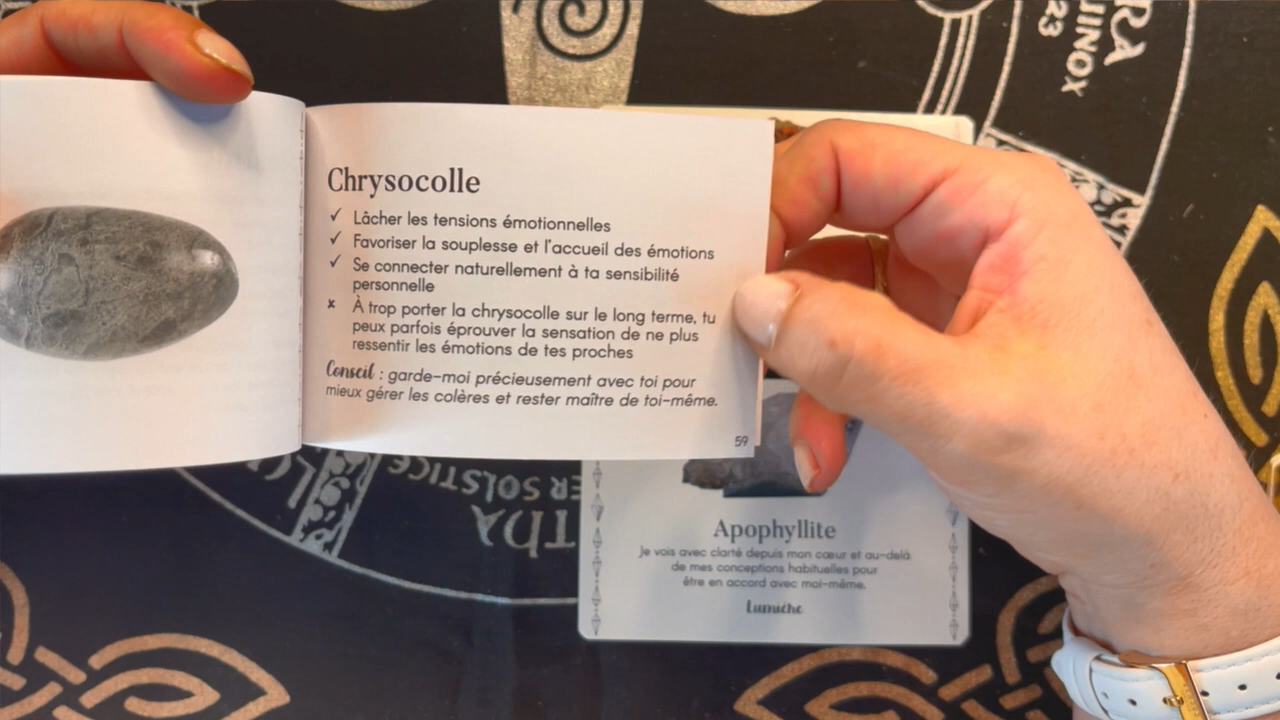 Chrysocolle
✓ Lâcher les tensions émotionnelles
✓ Favoriser la souplesse et l'accueil des émotions
✓ Se connecter naturellement à ta sensibilité
personnelle
x À trop porter la chrysocolle sur le long terme, tu
peux parfois éprouver la sensation de ne plus
ressentir les émotions de tes proches
Conseil : garde-moi précieusement avec toi pour
mieux gérer les colères et rester maître de toi-même.
59
Apophyllite
Je vois avec clarté depuis mon cœur et au-delà
de mes conceptions habituelles pour
être en accord avec moi-même.
Lumière
RA
UINOX
23
ER SOLSTICE